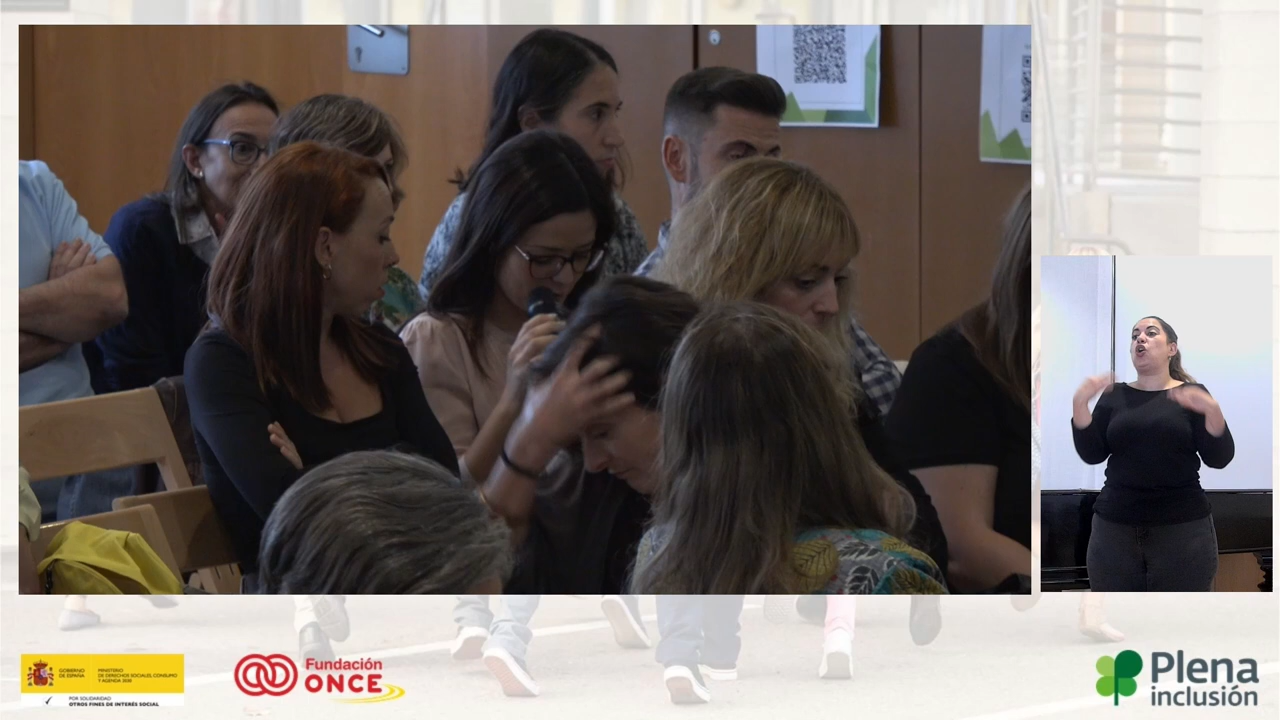 GOBIERNO
DE ESPAÑA
MINISTERIO
DE DERECHOS SOCIALES, CONSUMO
Y AGENDA 2030
POR SOLIDARIDAD
OTROS FINES DE INTERÉS SOCIAL
Fundación
ONCE
Plena
inclusión